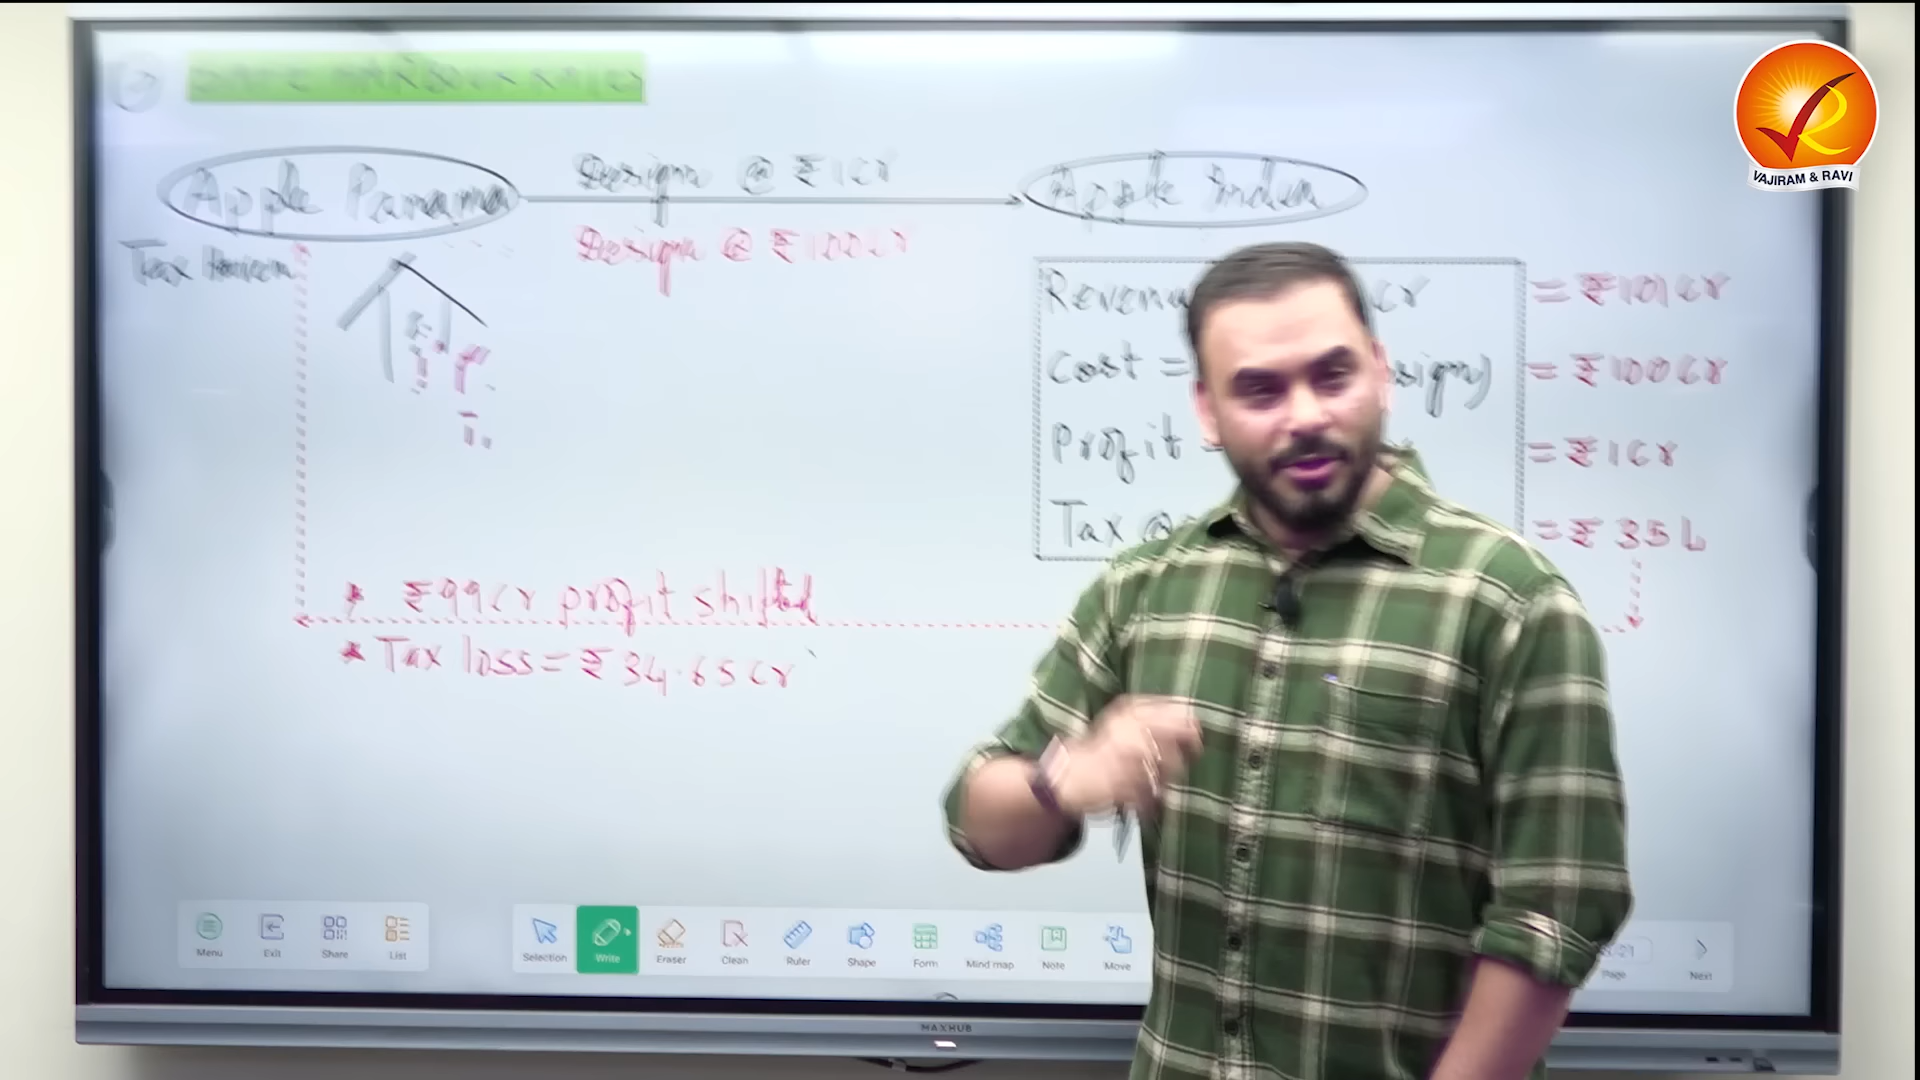 VAJIRAM & RAVI
Apple Panama
Design @ ₹1cr
Apple India
Design @ ₹100cr
Tax Haven
Revenu cr = ₹101cr
Cost = sign) = ₹100cr
Profit = ₹1cr
Tax @ = ₹35L
* ₹99cr profit shifted
* Tax loss = ₹34.65cr
Menu Exit Share List Selection Write Eraser Clean Ruler Shape Form Mind map Note Move Page Next
MAXHUB